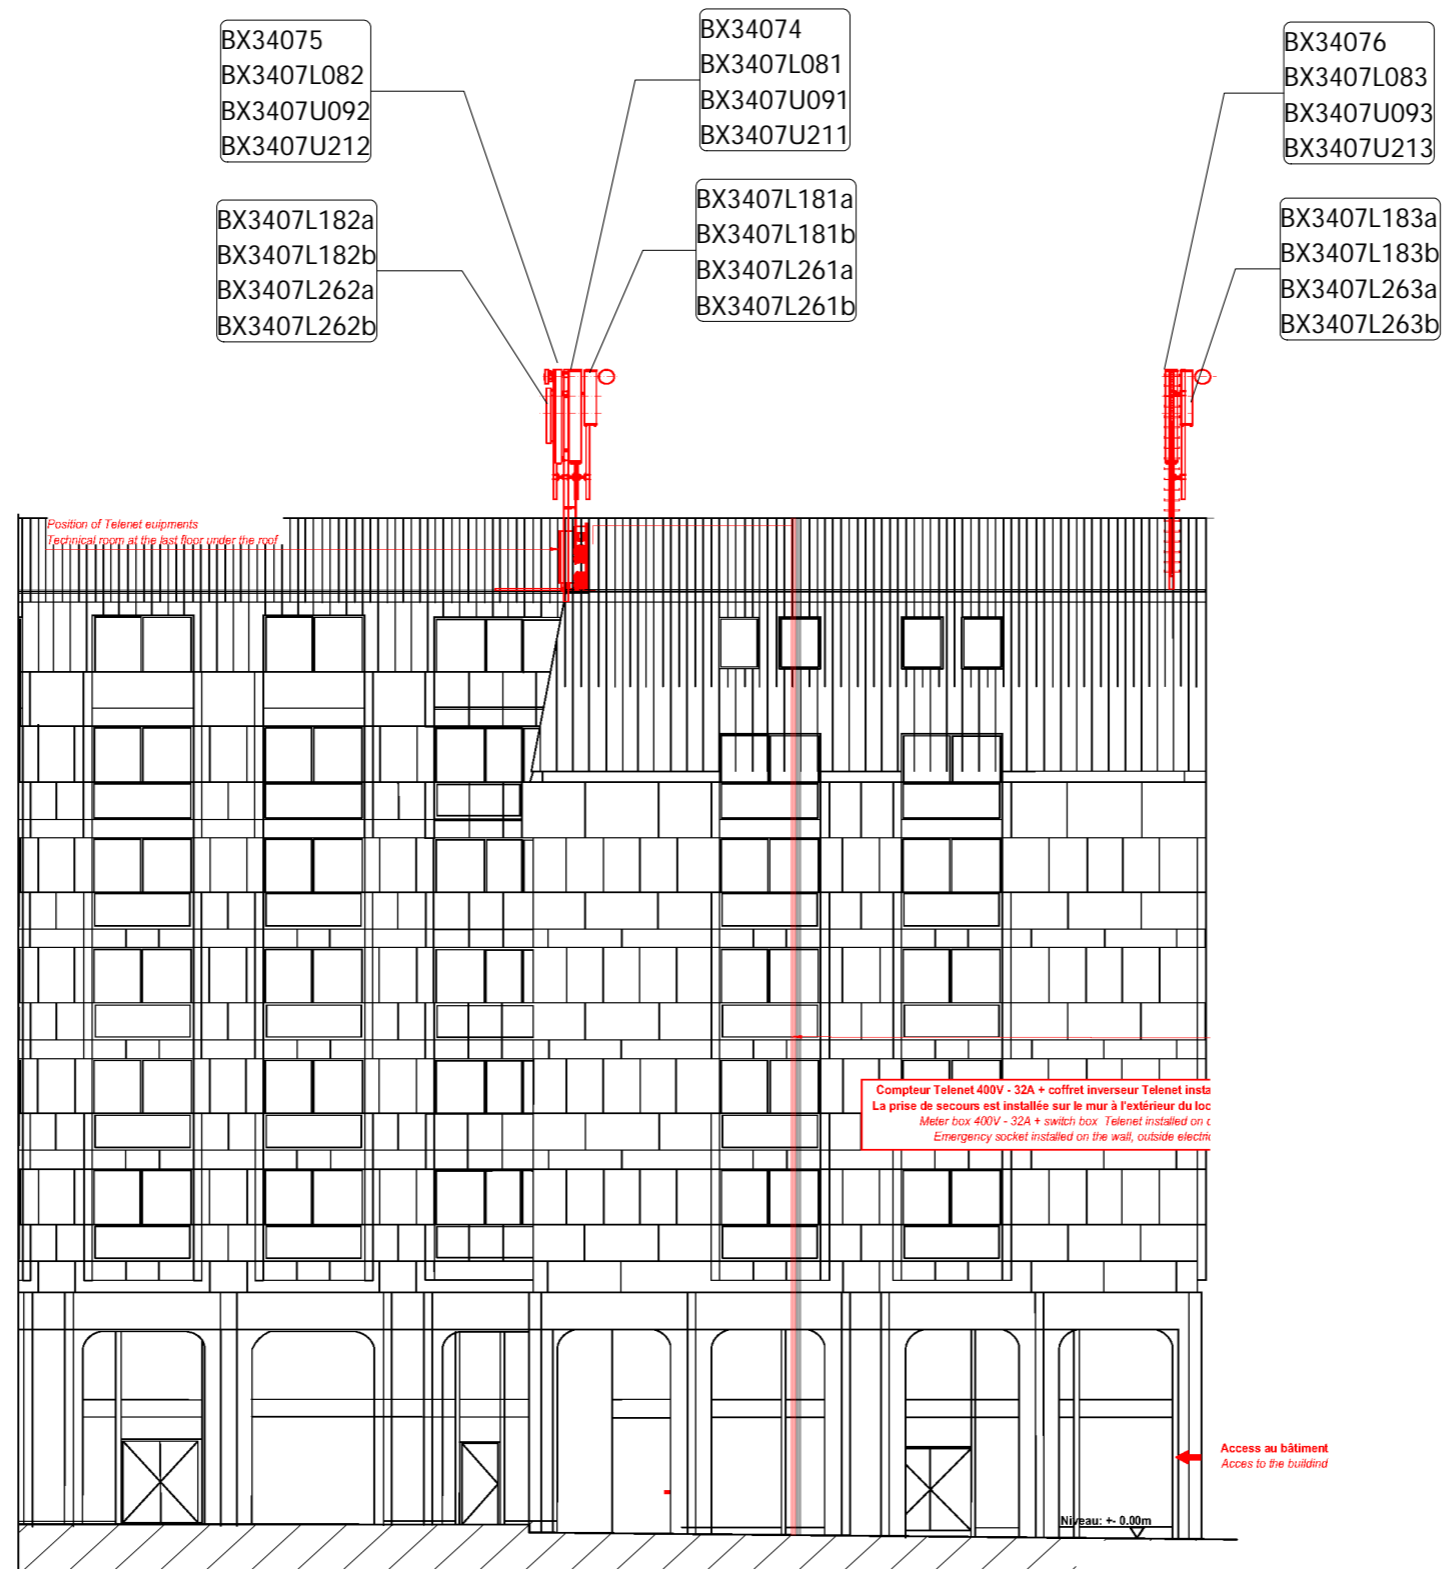 BX34075
BX3407L082
BX3407U092
BX3407U212
BX34074
BX3407L081
BX3407U091
BX3407U211
BX34076
BX3407L083
BX3407U093
BX3407U213
BX3407L182a
BX3407L182b
BX3407L262a
BX3407L262b
BX3407L181a
BX3407L181b
BX3407L261a
BX3407L261b
BX3407L183a
BX3407L183b
BX3407L263a
BX3407L263b
Position of Telenet euipments
Technical room at the last floor under the roof
Compteur Telenet 400V - 32A + coffret inverseur Telenet insta
La prise de secours est installée sur le mur à l'extérieur du loc
Meter box 400V - 32A + switch box Telenet installed on
Emergency socket installed on the wall, outside electri
Access au bâtiment
Acces to the buildind
Niveau: +- 0.00m